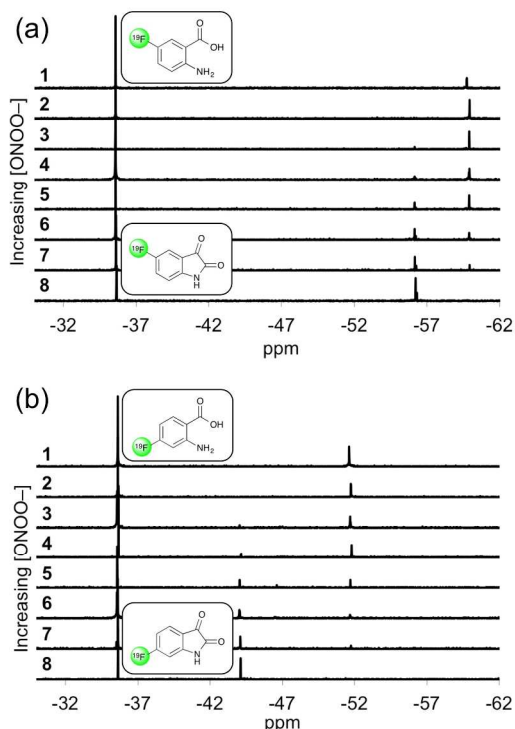 (a)
19F
O
OH
NH2
Increasing [ONOO–]
1
2
3
4
5
6
7
8
19F
O
O
N
H
-32 -37 -42 -47 -52 -57 -62
ppm
(b)
19F
O
OH
NH2
Increasing [ONOO–]
1
2
3
4
5
6
7
8
19F
O
O
N
H
-32 -37 -42 -47 -52 -57 -62
ppm